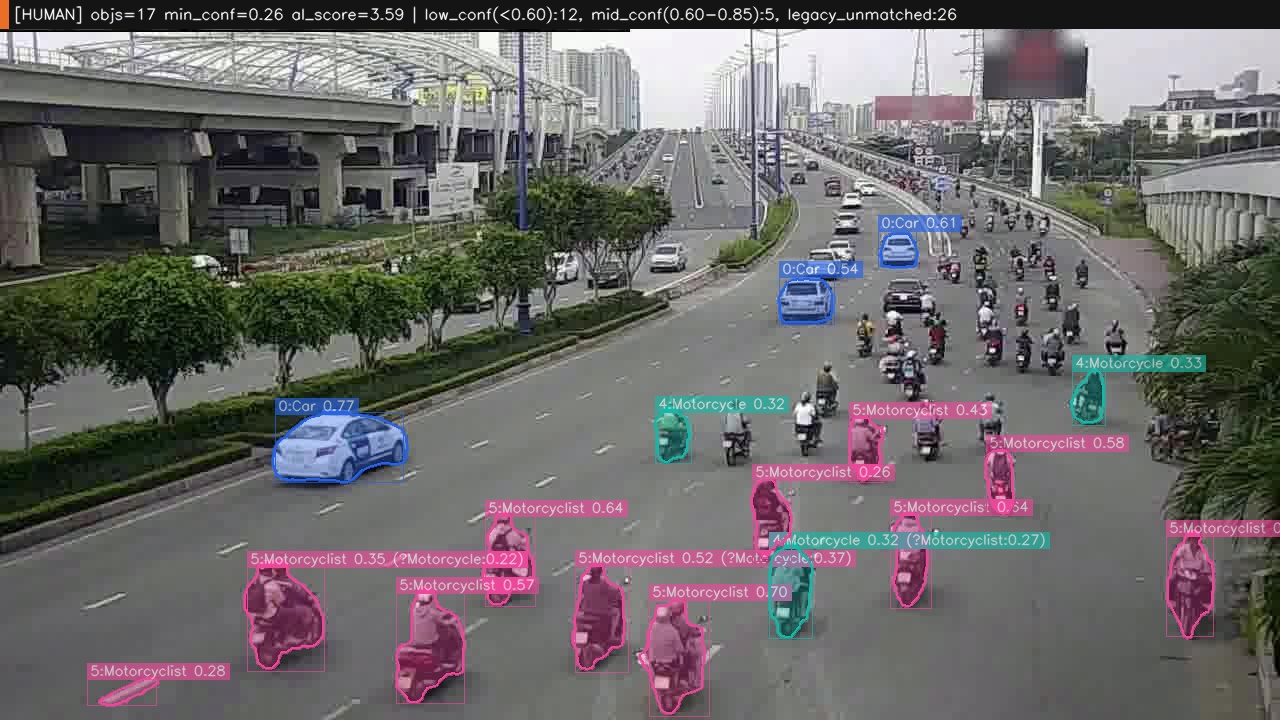 [HUMAN] objs=17 min_conf=0.26 al_score=3.59 | low_conf(<0.60):12, mid_conf(0.60-0.85):5, legacy_unmatched:26
0:Car 0.61
0:Car 0.54
4:Motorcycle 0.33
0:Car 0.77
4:Motorcycle 0.32
5:Motorcyclist 0.43
5:Motorcyclist 0.58
5:Motorcyclist 0.26
5:Motorcyclist 0.64
5:Motorcyclist 0.54
5:Motorcyclist 0.
4:Motorcycle 0.32 (?Motorcyclist:0.27)
5:Motorcyclist 0.35 (?Motorcycle:0.22)
5:Motorcyclist 0.52 (?Motorcycle:0.37)
5:Motorcyclist 0.57
5:Motorcyclist 0.70
5:Motorcyclist 0.28